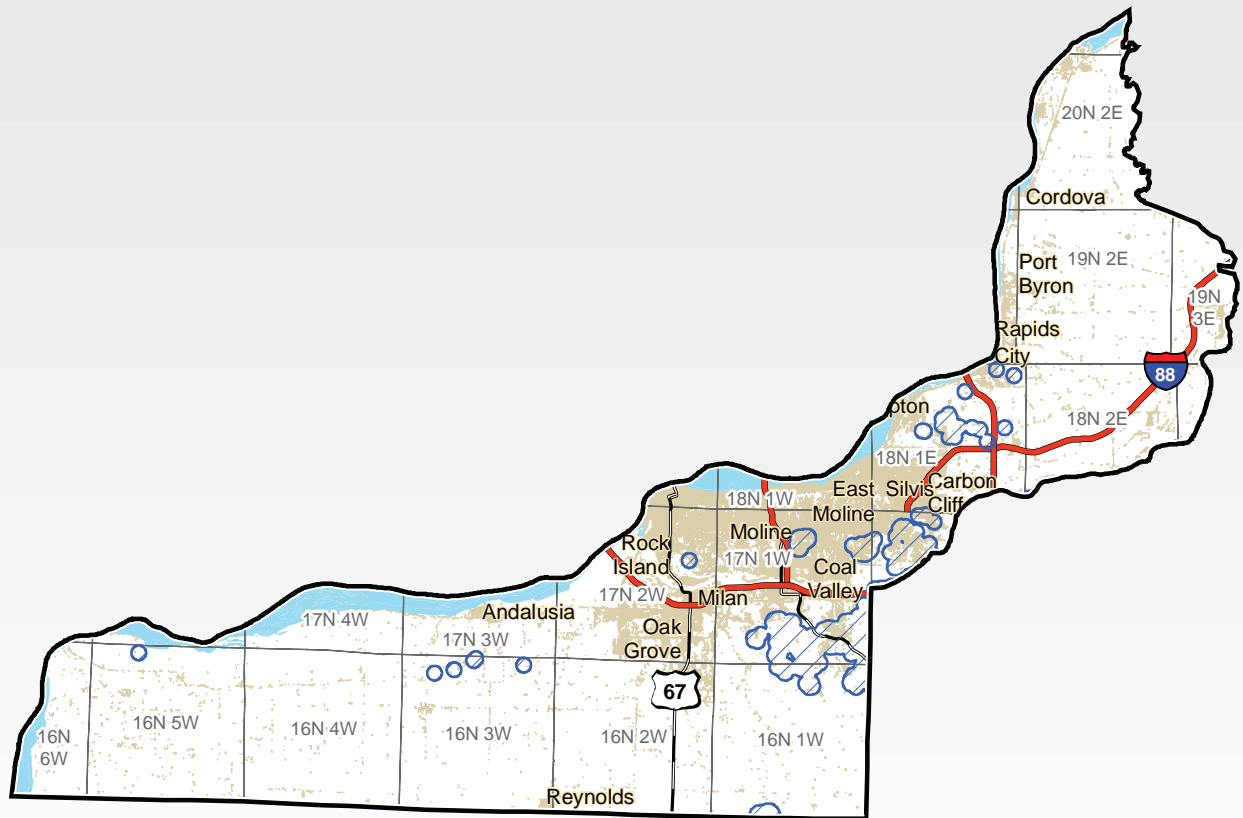 20N 2E
Cordova
Port
Byron
19N 2E
19N
3E
Rapids
City
88
pton
18N 2E
18N 1E
East
Moline
Silvis
Carbon
Cliff
18N 1W
Moline
Rock
Island
17N 1W
Coal
Valley
17N 2W
Milan
Andalusia
17N 4W
17N 3W
Oak
Grove
67
16N
6W
16N 5W
16N 4W
16N 3W
16N 2W
16N 1W
Reynolds